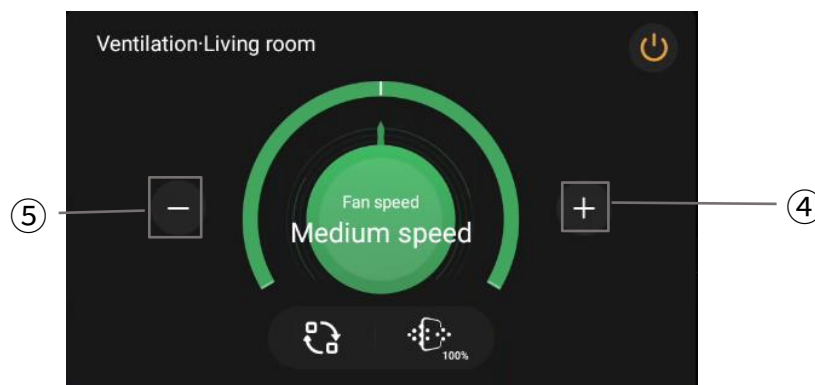 Ventilation·Living room
⑤
−
Fan speed
Medium speed
+
④
100%